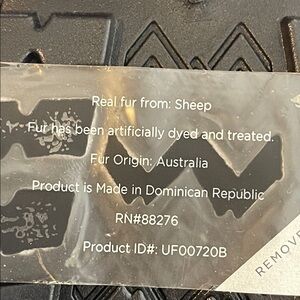 Real fur from: Sheep
Fur has been artificially dyed and treated.
Fur Origin: Australia
Product is Made in Dominican Republic
RN#88276
Product ID#: UF00720B
REMOVE